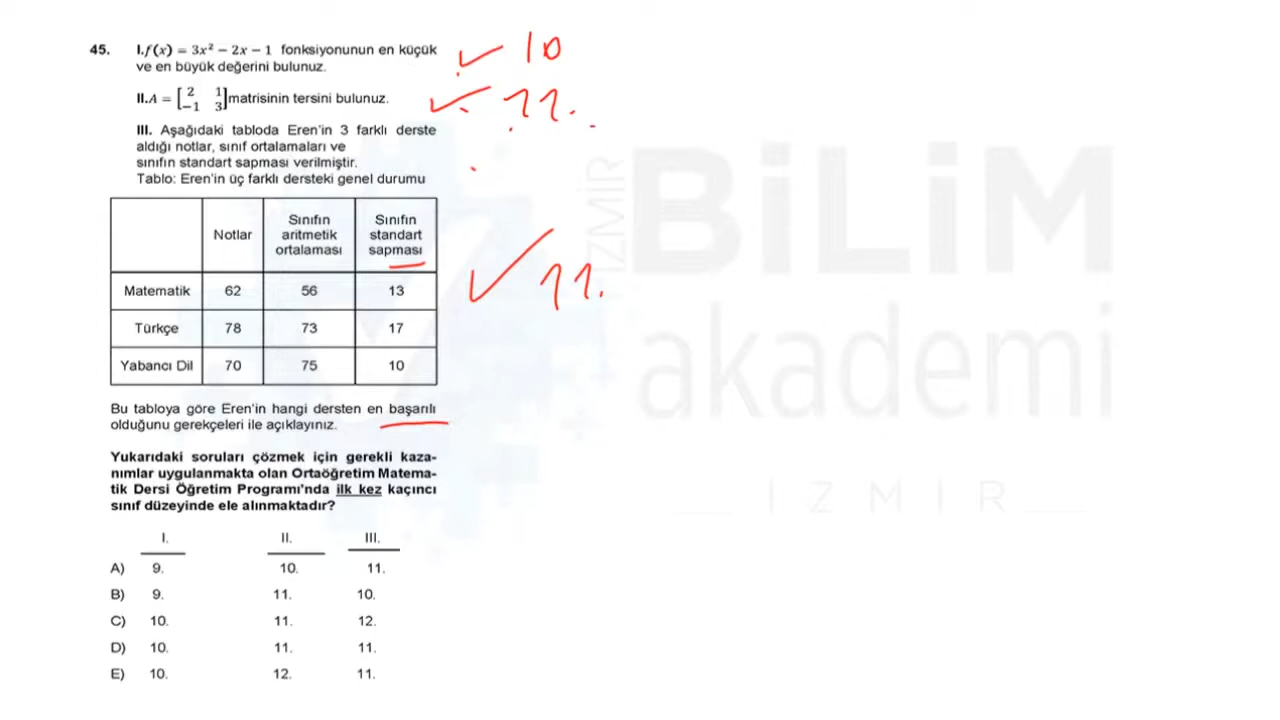 45. I.f(x) = 3x² − 2x − 1 fonksiyonunun en küçük
ve en büyük değerini bulunuz.
10
II.A = [2 1
−1 3]matrisinin tersini bulunuz.
11.
III. Aşağıdaki tabloda Eren'in 3 farklı derste
aldığı notlar, sınıf ortalamaları ve
sınıfın standart sapması verilmiştir.
Tablo: Eren'in üç farklı dersteki genel durumu
Notlar Sınıfın aritmetik ortalaması Sınıfın standart sapması
Matematik 62 56 13
11.
Türkçe 78 73 17
Yabancı Dil 70 75 10
Bu tabloya göre Eren'in hangi dersten en başarılı
olduğunu gerekçeleri ile açıklayınız.
Yukarıdaki soruları çözmek için gerekli kaza-
nımlar uygulanmakta olan Ortaöğretim Matema-
tik Dersi Öğretim Programı'nda ilk kez kaçıncı
sınıf düzeyinde ele alınmaktadır?
I. II. III.
A) 9. 10. 11.
B) 9. 11. 10.
C) 10. 11. 12.
D) 10. 11. 11.
E) 10. 12. 11.
İZMİR
BiLiM
akademi
İZMİR